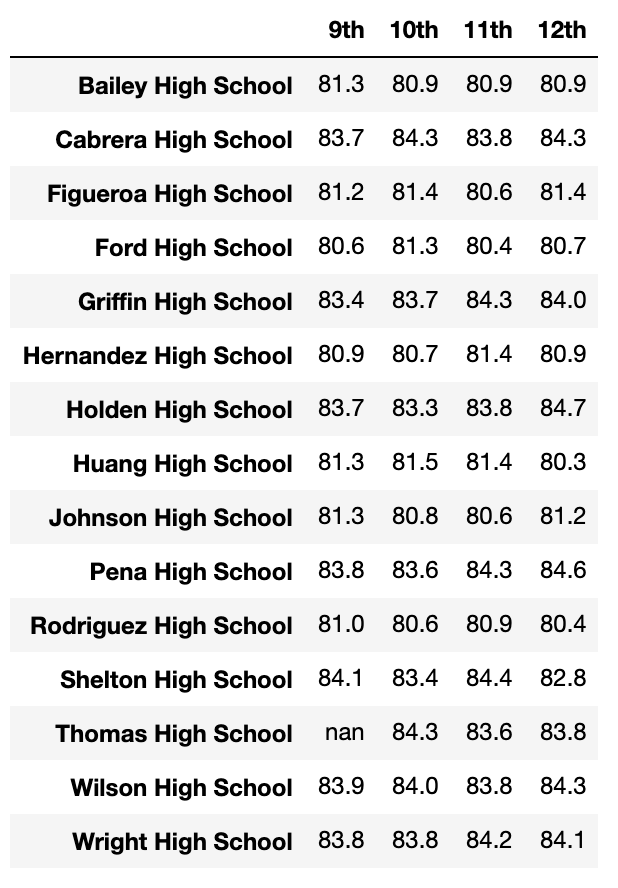 9th 10th 11th 12th
Bailey High School 81.3 80.9 80.9 80.9
Cabrera High School 83.7 84.3 83.8 84.3
Figueroa High School 81.2 81.4 80.6 81.4
Ford High School 80.6 81.3 80.4 80.7
Griffin High School 83.4 83.7 84.3 84.0
Hernandez High School 80.9 80.7 81.4 80.9
Holden High School 83.7 83.3 83.8 84.7
Huang High School 81.3 81.5 81.4 80.3
Johnson High School 81.3 80.8 80.6 81.2
Pena High School 83.8 83.6 84.3 84.6
Rodriguez High School 81.0 80.6 80.9 80.4
Shelton High School 84.1 83.4 84.4 82.8
Thomas High School nan 84.3 83.6 83.8
Wilson High School 83.9 84.0 83.8 84.3
Wright High School 83.8 83.8 84.2 84.1